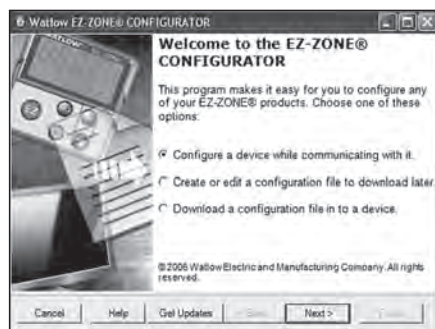 Watlow EZ-ZONE® CONFIGURATOR
WATLOW
Welcome to the EZ-ZONE®
CONFIGURATOR
This program makes it easy for you to configure any
of your EZ-ZONE® products. Choose one of these
options:
Configure a device while communicating with it.
Create or edit a configuration file to download later.
Download a configuration file in to a device.
©2006 Watlow Electric and Manufacturing Company. All rights
reserved.
Cancel Help Get Updates Next >